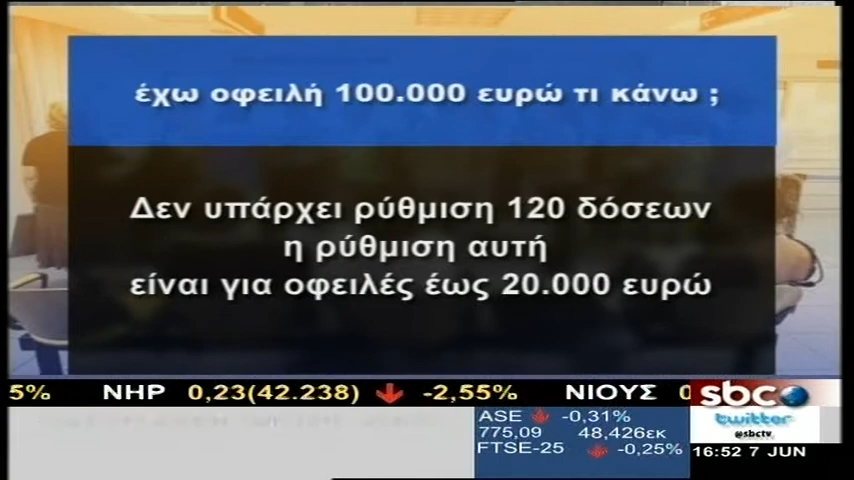 έχω οφειλή 100.000 ευρώ τι κάνω ;
Δεν υπάρχει ρύθμιση 120 δόσεων
η ρύθμιση αυτή
είναι για οφειλές έως 20.000 ευρώ
5% ΝΗΡ 0,23(42.238) -2,55% ΝΙΟΥΣ 0
sbc
twitter
@sbctv
ASE -0,31%
775,09 48,426εκ
FTSE-25 -0,25%
16:52 7 JUN